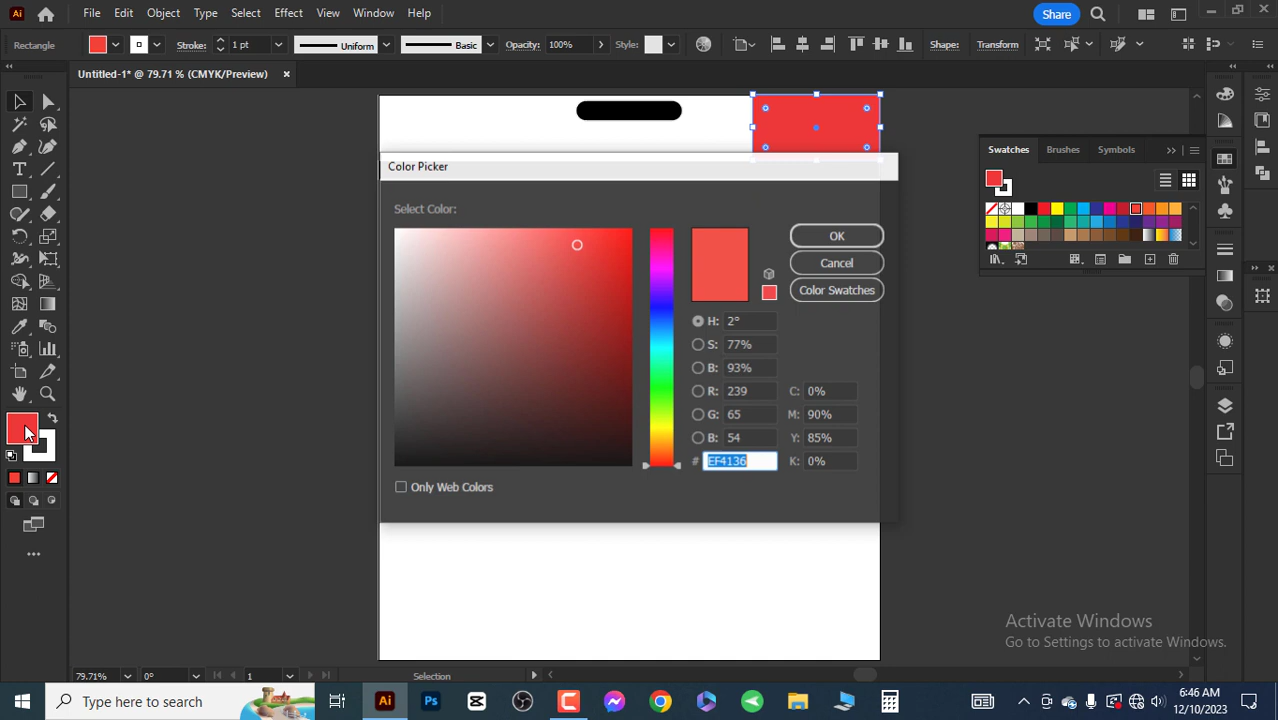 Ai File Edit Object Type Select Effect View Window Help Share
Rectangle Stroke: 1 pt Uniform Basic Opacity: 100% Style: Shape: Transform
Untitled-1* @ 79.71 % (CMYK/Preview)
Swatches Brushes Symbols
Color Picker
Select Color:
OK
Cancel
Color Swatches
H: 2°
S: 77%
B: 93%
R: 239 C: 0%
G: 65 M: 90%
B: 54 Y: 85%
# EF4136 K: 0%
Only Web Colors
Activate Windows
Go to Settings to activate Windows.
79.71% 0° 1 Selection
Type here to search Ai Ps 6:46 AM
12/10/2023